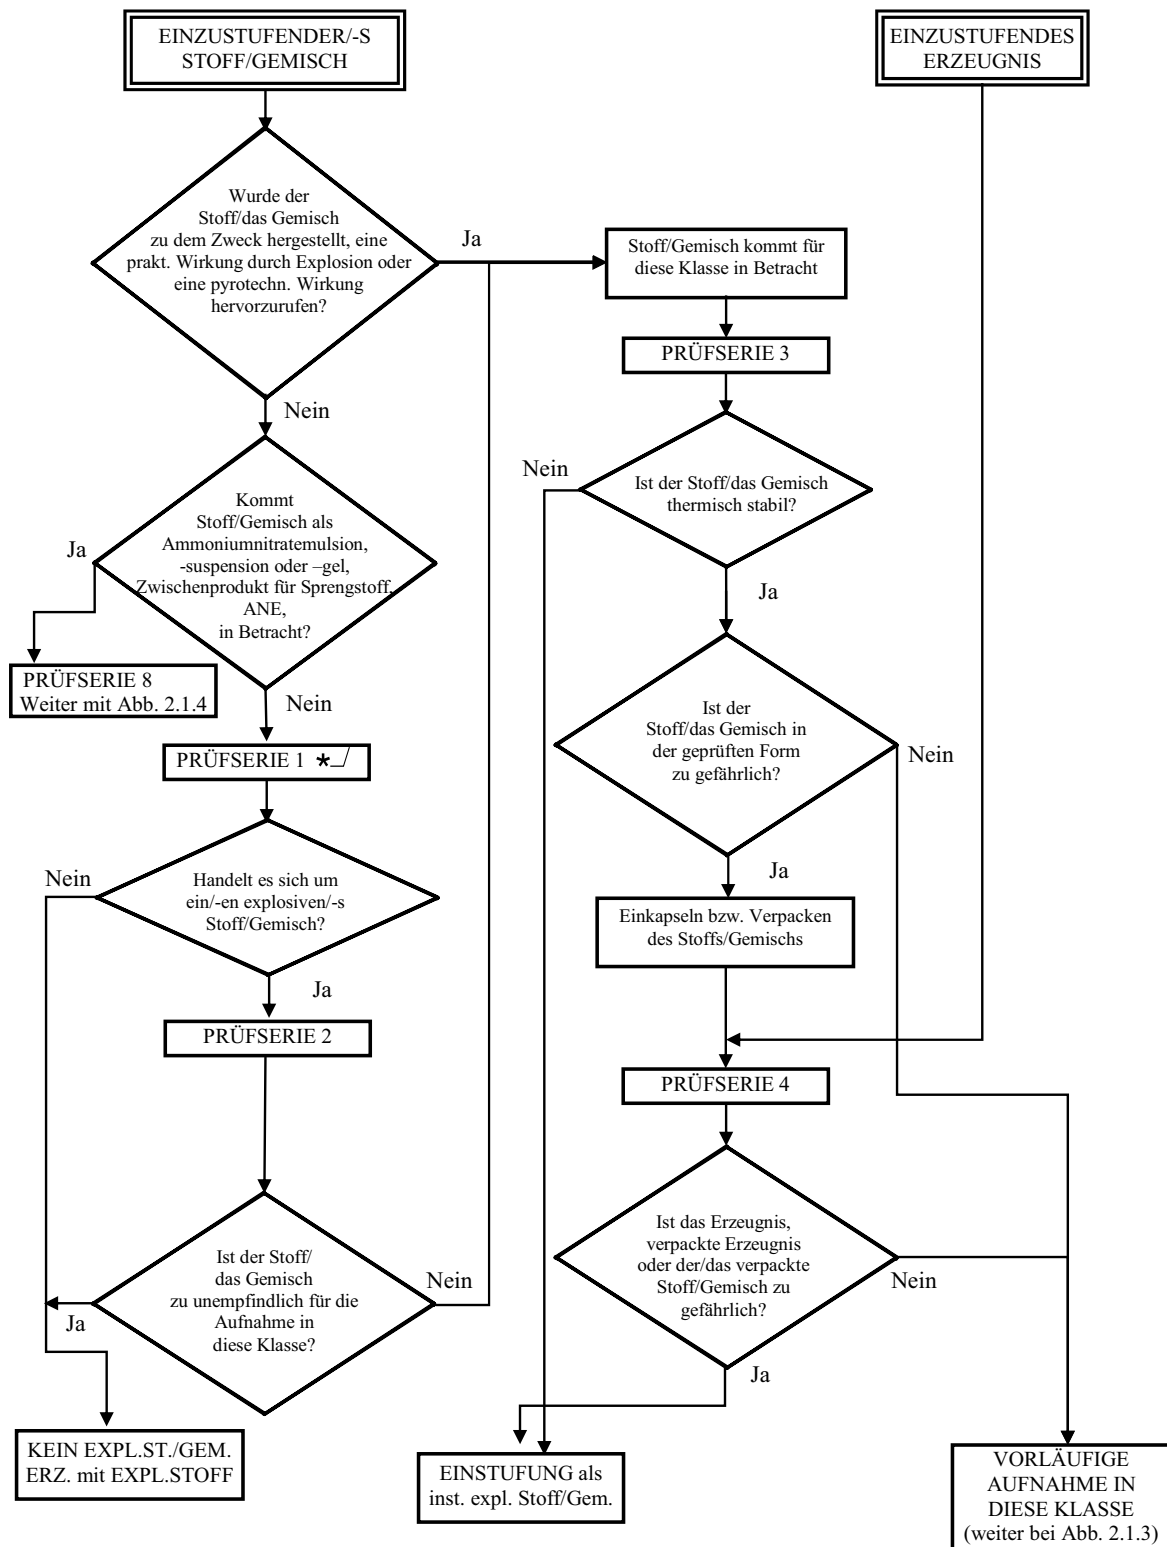 EINZUSTUFENDER/-S
STOFF/GEMISCH
EINZUSTUFENDES
ERZEUGNIS
Wurde der
Stoff/das Gemisch
zu dem Zweck hergestellt, eine
prakt. Wirkung durch Explosion oder
eine pyrotechn. Wirkung
hervorzurufen?
Ja
Stoff/Gemisch kommt für
diese Klasse in Betracht
PRÜFSERIE 3
Nein
Kommt
Stoff/Gemisch als
Ammoniumnitratemulsion,
-suspension oder –gel,
Zwischenprodukt für Sprengstoff,
ANE,
in Betracht?
Ja
Nein
Ist der Stoff/das Gemisch
thermisch stabil?
Ja
PRÜFSERIE 8
Weiter mit Abb. 2.1.4
Nein
PRÜFSERIE 1 *
Ist der
Stoff/das Gemisch in
der geprüften Form
zu gefährlich?
Nein
Ja
Nein
Handelt es sich um
ein/-en explosiven/-s
Stoff/Gemisch?
Ja
Einkapseln bzw. Verpacken
des Stoffs/Gemischs
PRÜFSERIE 2
PRÜFSERIE 4
Ist der Stoff/
das Gemisch
zu unempfindlich für die
Aufnahme in
diese Klasse?
Nein
Ja
Ist das Erzeugnis,
verpackte Erzeugnis
oder der/das verpackte
Stoff/Gemisch zu
gefährlich?
Nein
Ja
KEIN EXPL.ST./GEM.
ERZ. mit EXPL.STOFF
EINSTUFUNG als
inst. expl. Stoff/Gem.
VORLÄUFIGE
AUFNAHME IN
DIESE KLASSE
(weiter bei Abb. 2.1.3)